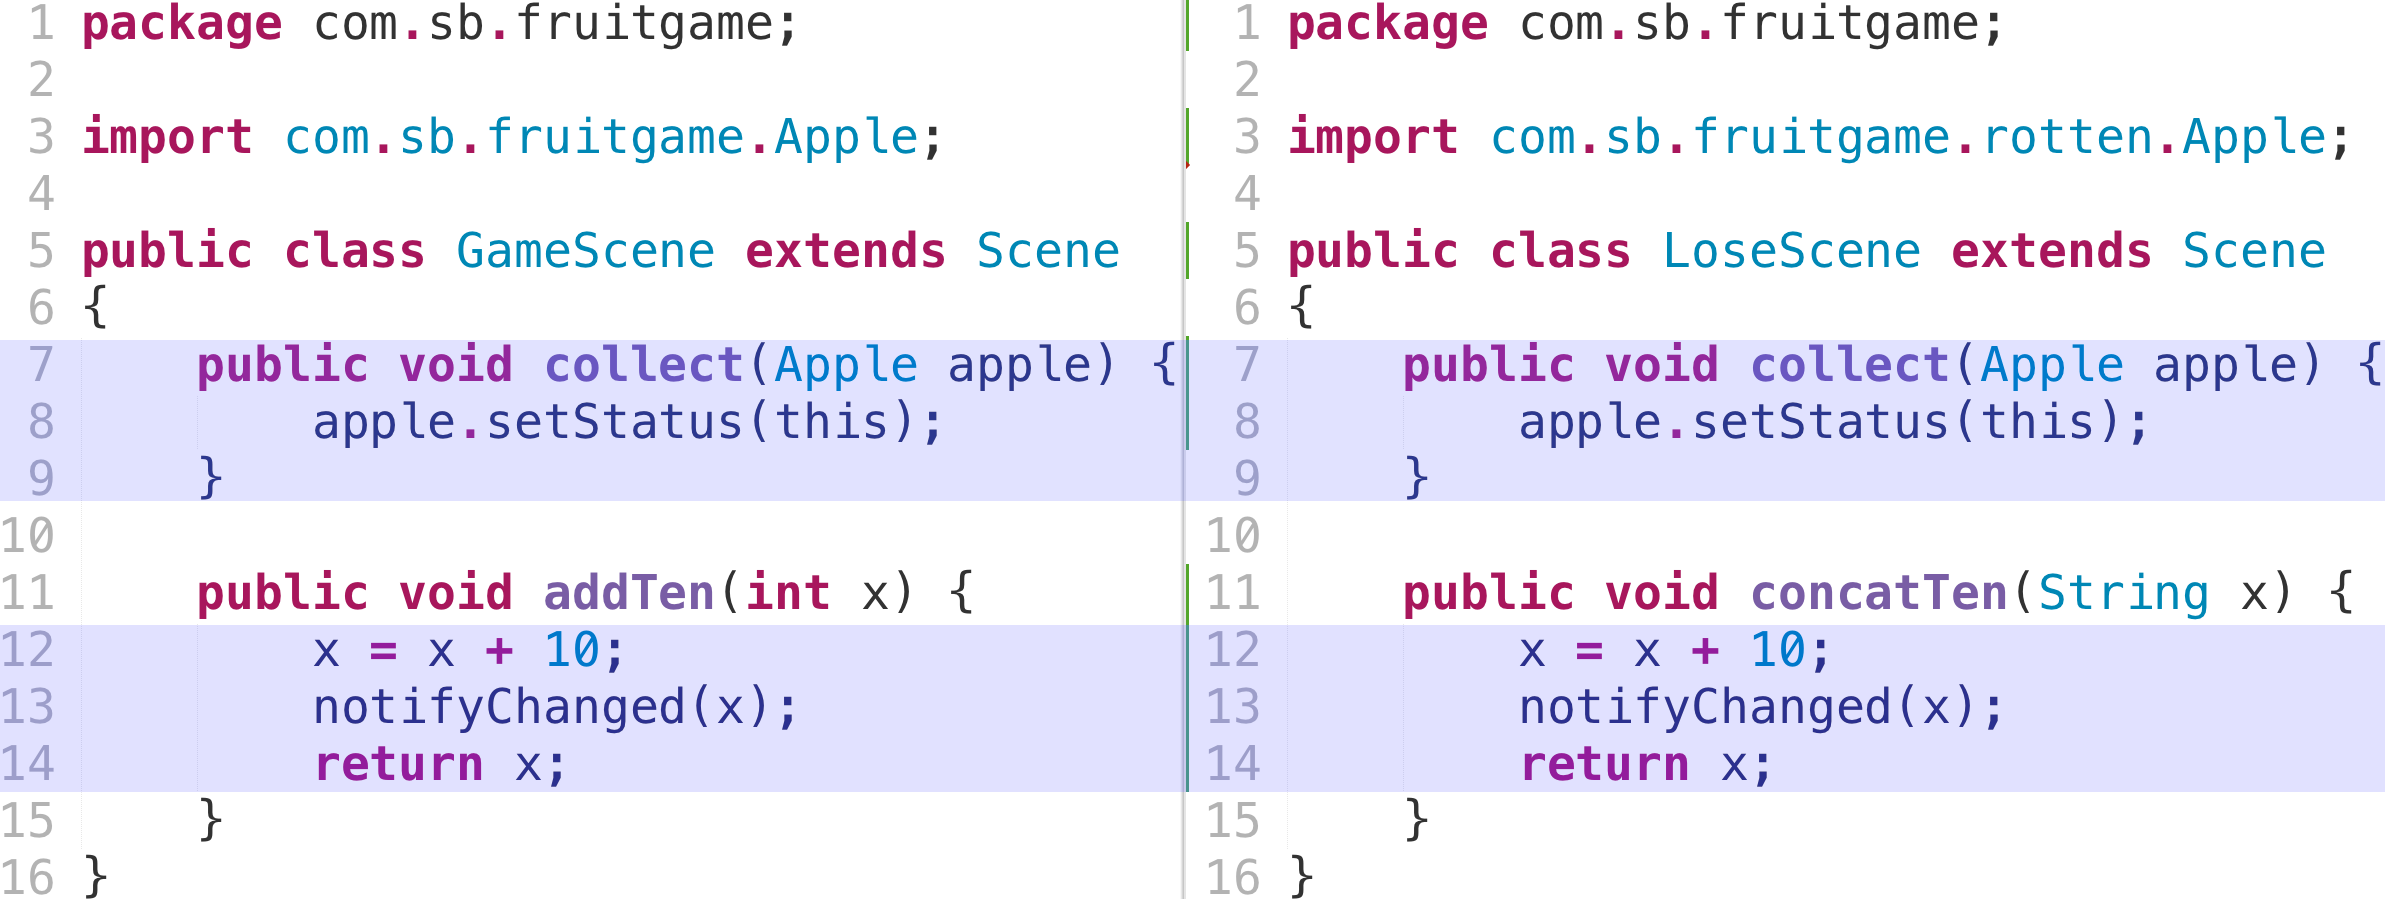 1 package com.sb.fruitgame;
2
3 import com.sb.fruitgame.Apple;
4
5 public class GameScene extends Scene
6 {
7     public void collect(Apple apple) {
8         apple.setStatus(this);
9     }
10
11     public void addTen(int x) {
12         x = x + 10;
13         notifyChanged(x);
14         return x;
15     }
16 }
1 package com.sb.fruitgame;
2
3 import com.sb.fruitgame.rotten.Apple;
4
5 public class LoseScene extends Scene
6 {
7     public void collect(Apple apple) {
8         apple.setStatus(this);
9     }
10
11     public void concatTen(String x) {
12         x = x + 10;
13         notifyChanged(x);
14         return x;
15     }
16 }